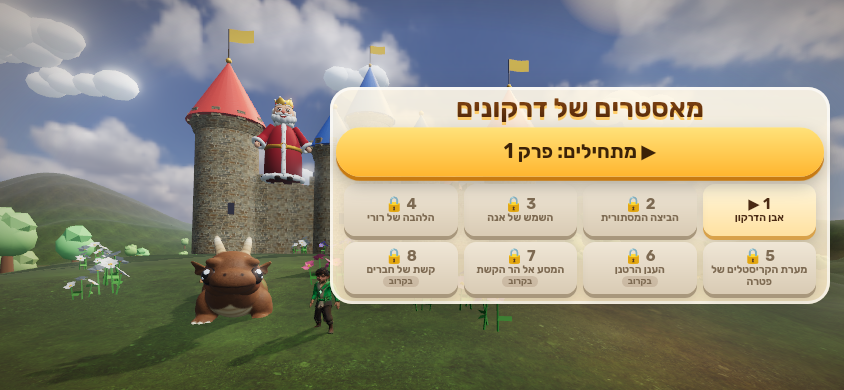 מאסטרים של דרקונים
▶ מתחילים: פרק 1
1 ▶
אבן הדרקון
2 🔒
הביצה המסתורית
3 🔒
השמש של אנה
4 🔒
הלהבה של רורי
5 🔒
מערת הקריסטלים של
פטרה
6 🔒
הענן הרטנן
בקרוב
7 🔒
המסע אל הר הקשת
בקרוב
8 🔒
קשת של חברים
בקרוב